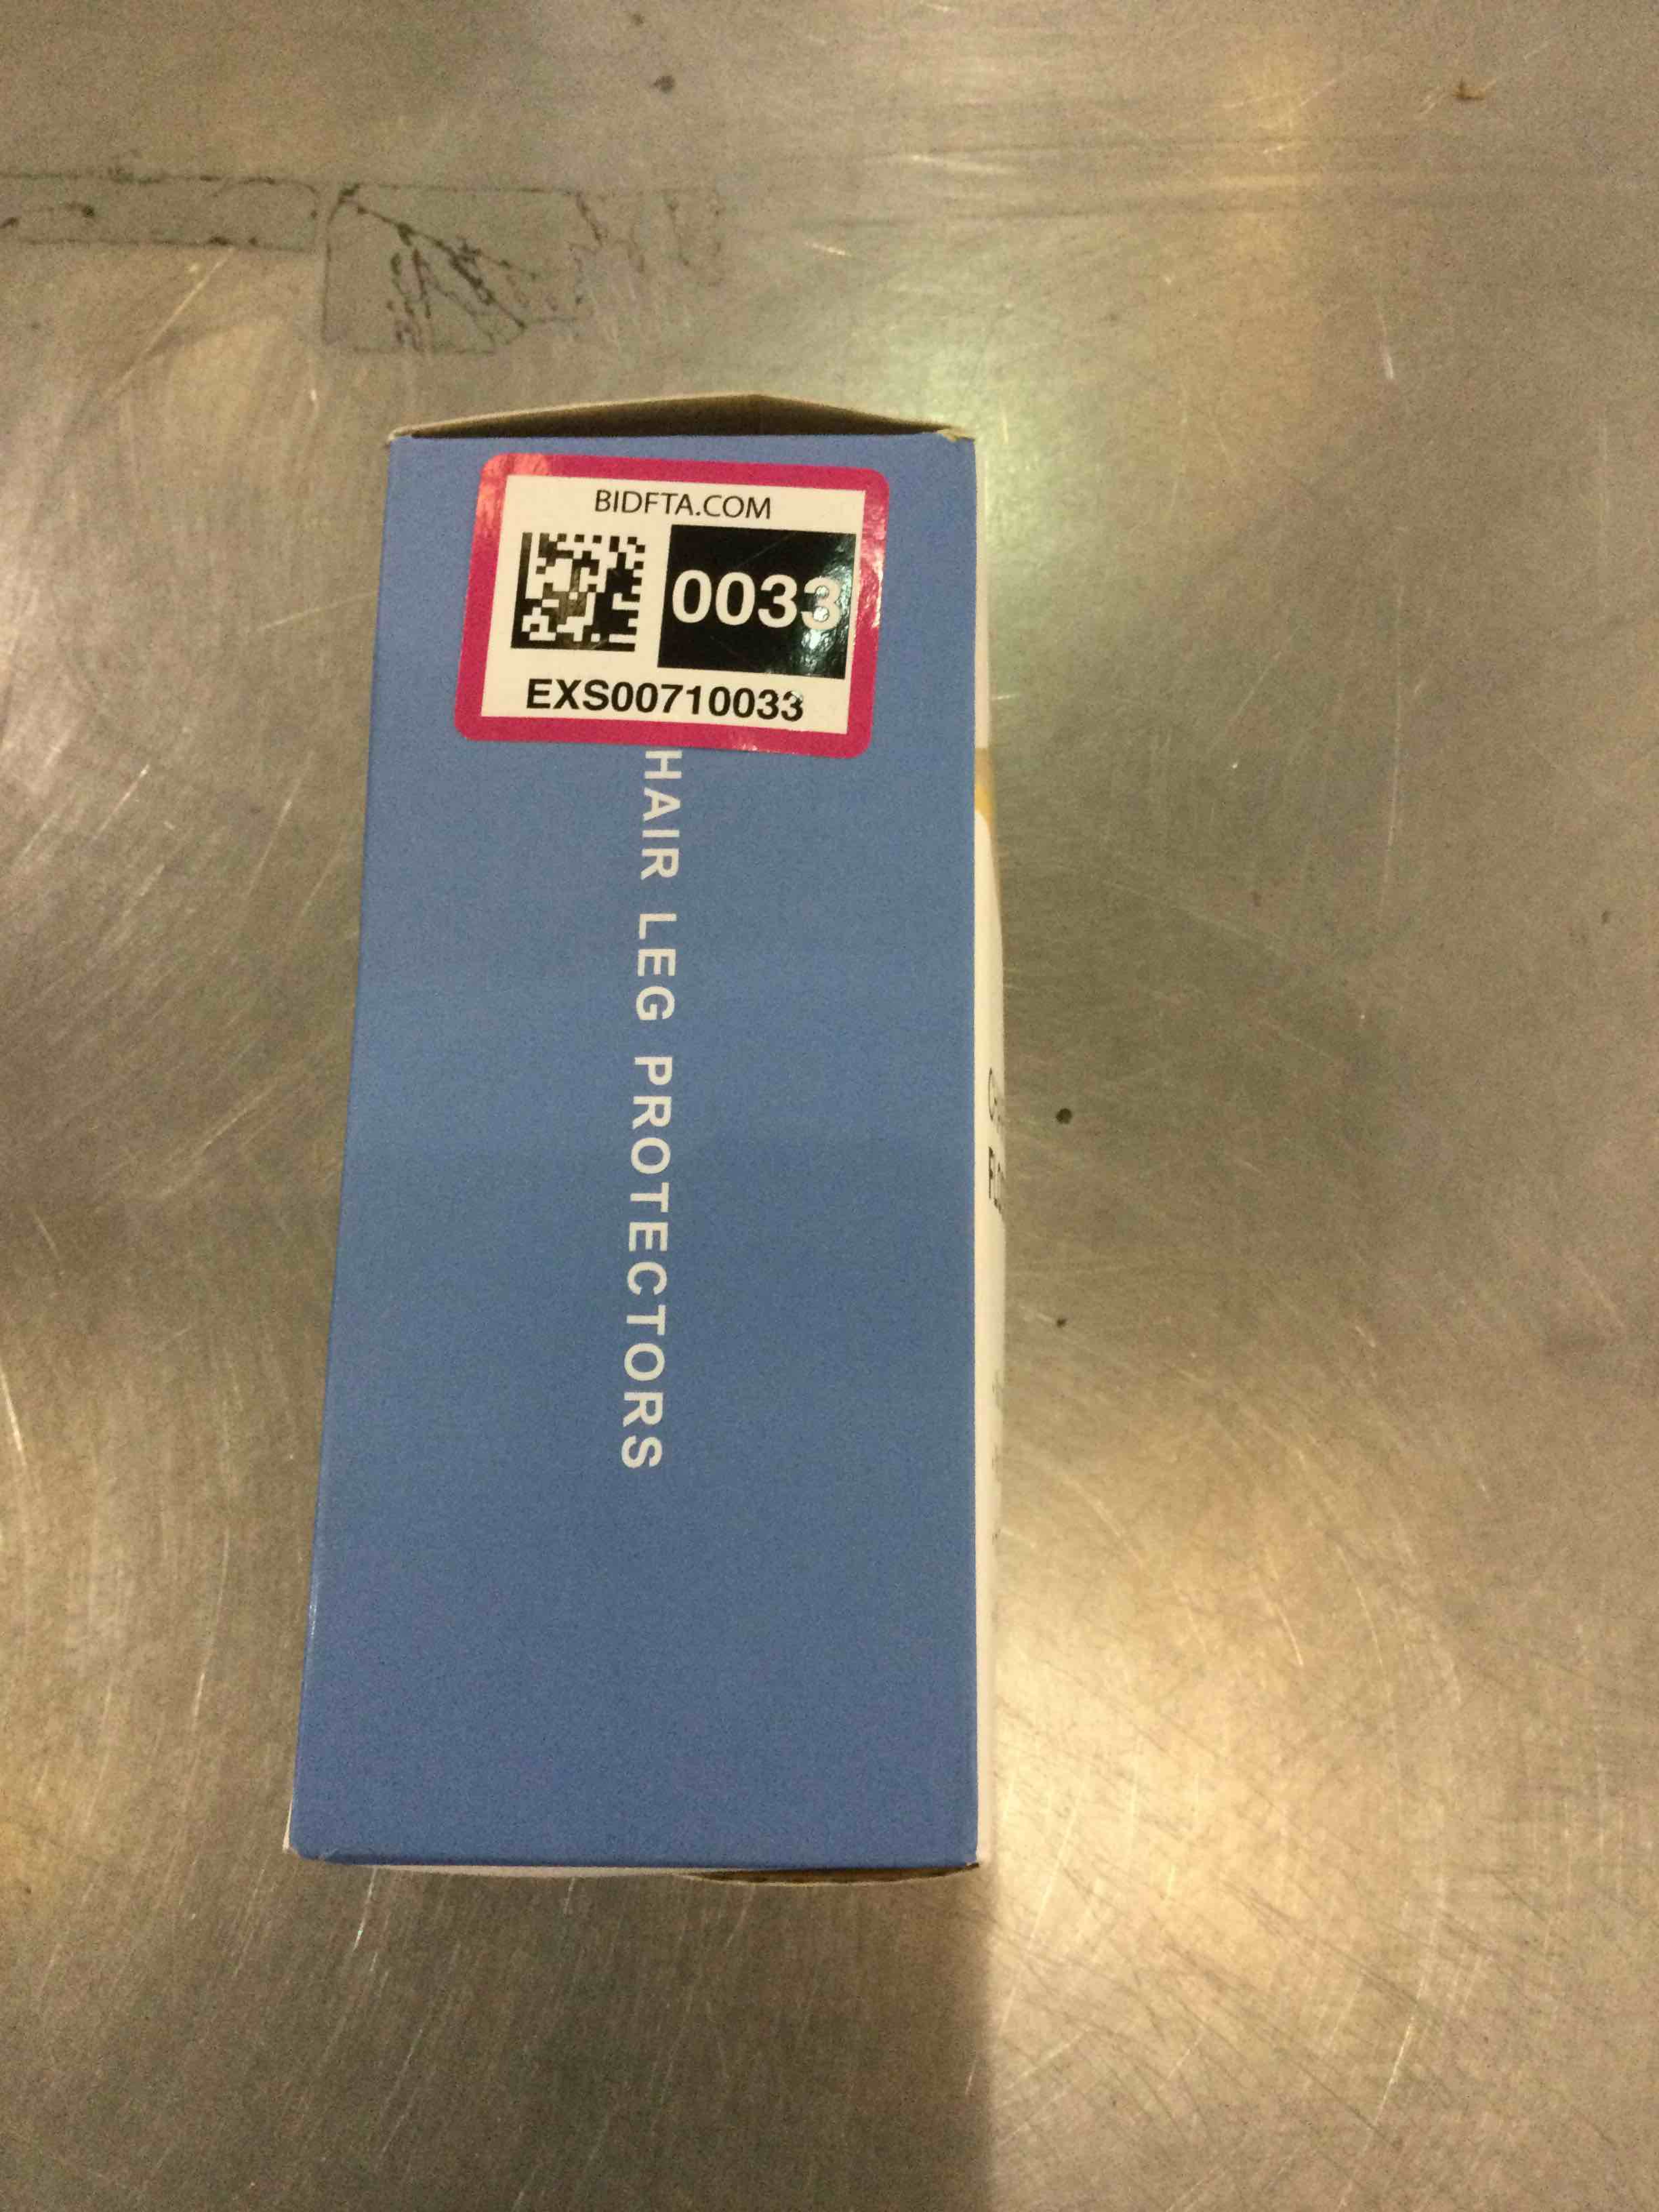 BIDFTA.COM
0033
EXS00710033
HAIR LEG PROTECTORS